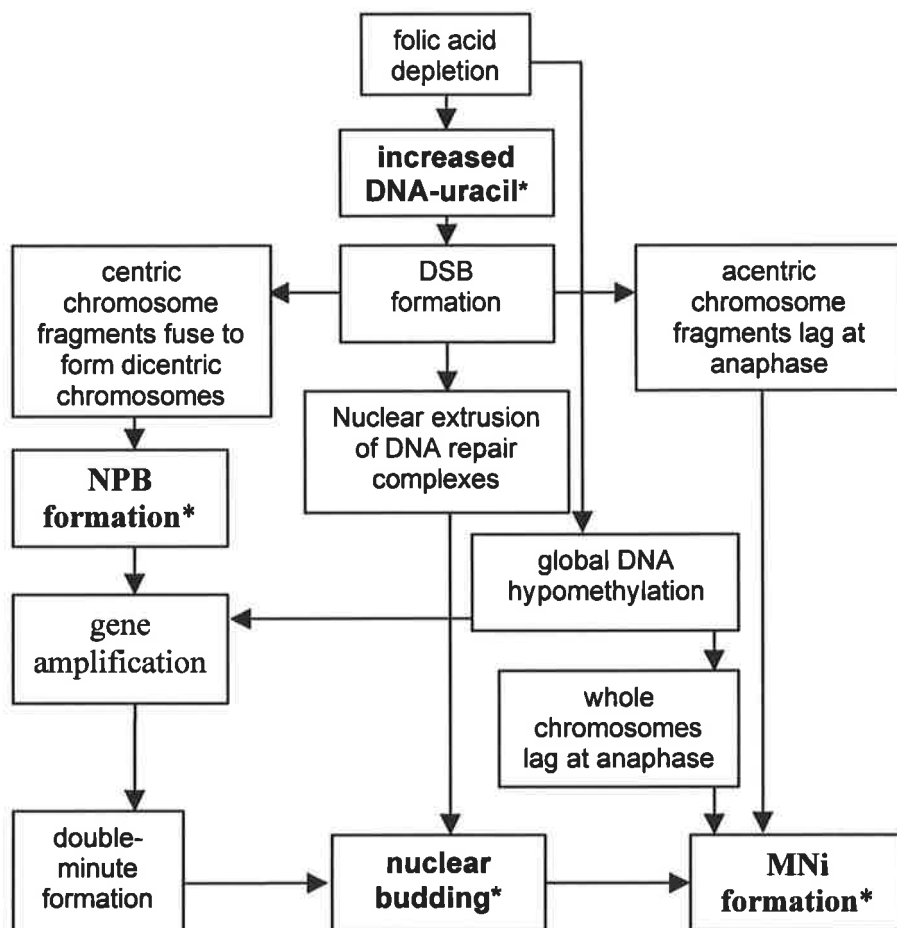 folic acid
depletion
increased
DNA-uracil*
centric
chromosome
fragments fuse to
form dicentric
chromosomes
DSB
formation
acentric
chromosome
fragments lag at
anaphase
Nuclear extrusion
of DNA repair
complexes
NPB
formation*
global DNA
hypomethylation
gene
amplification
whole
chromosomes
lag at anaphase
double-
minute
formation
nuclear
budding*
MNi
formation*